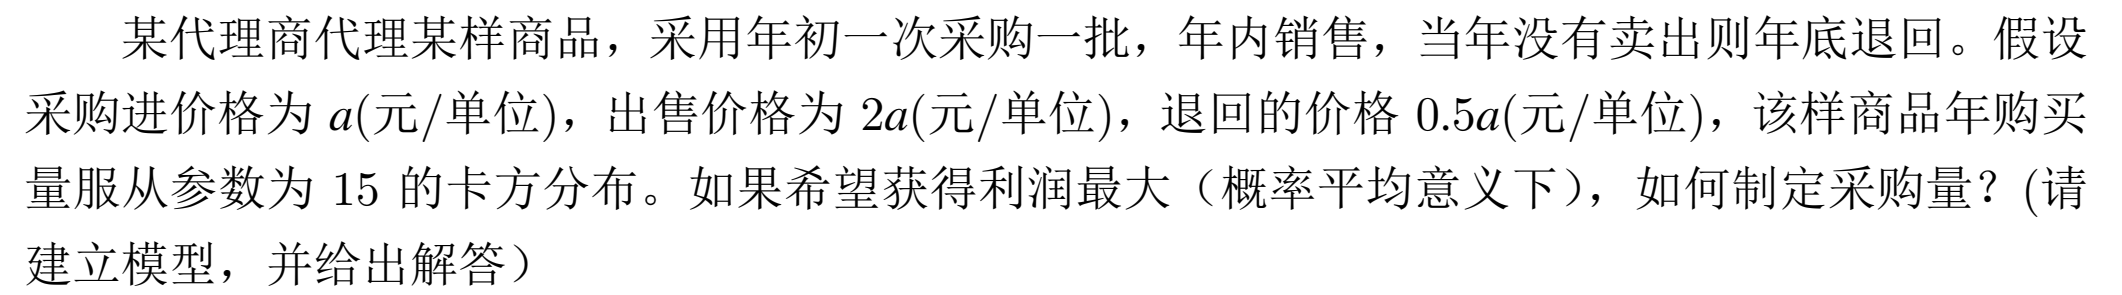 某代理商代理某样商品，采用年初一次采购一批，年内销售，当年没有卖出则年底退回。假设
采购进价格为 a(元/单位)，出售价格为 2a(元/单位)，退回的价格 0.5a(元/单位)，该样商品年购买
量服从参数为 15 的卡方分布。如果希望获得利润最大（概率平均意义下），如何制定采购量？(请
建立模型，并给出解答）